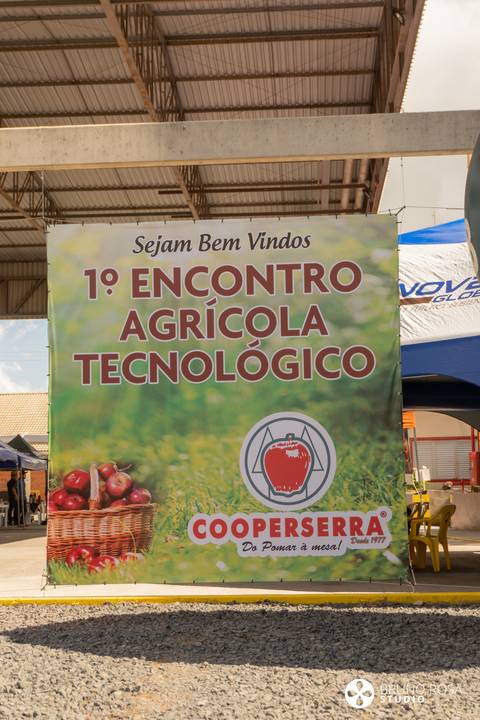 Sejam Bem Vindos
1º ENCONTRO
AGRÍCOLA
TECNOLÓGICO
COOPERSERRA®
Desde 1977
Do Pomar à mesa!
BRUNO ROSA
STUDIO